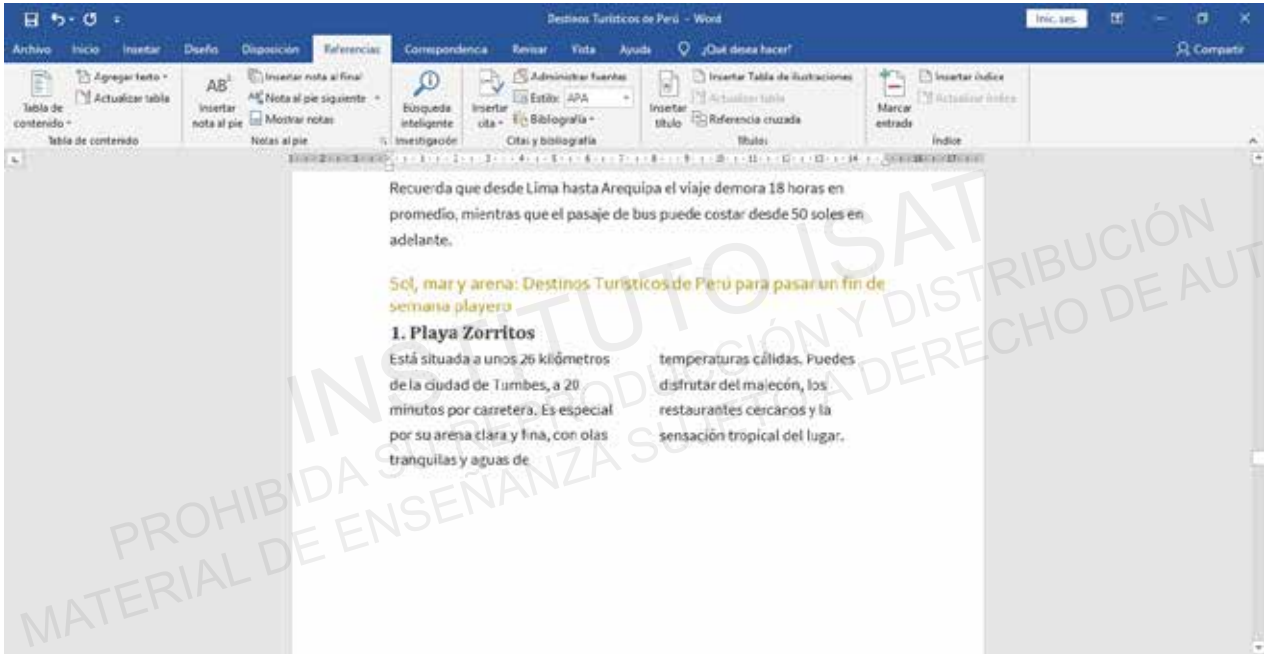 Destinos Turísticos de Perú - Word
Inic. ses.
Archivo Inicio Insertar Diseño Disposición Referencias Correspondencia Revisar Vista Ayuda ¿Qué desea hacer?
Compartir
Tabla de contenido
Agregar texto
Actualizar tabla
Tabla de contenido
AB
Insertar nota al pie
Insertar nota al final
Nota al pie siguiente
Mostrar notas
Notas al pie
Búsqueda inteligente
Investigación
Insertar cita
Administrar fuentes
Estilo: APA
Bibliografía
Citas y bibliografía
Insertar título
Insertar Tabla de ilustraciones
Actualizar tabla
Referencia cruzada
Títulos
Marcar entrada
Insertar índice
Actualizar índice
Índice
Recuerda que desde Lima hasta Arequipa el viaje demora 18 horas en
promedio, mientras que el pasaje de bus puede costar desde 50 soles en
adelante.
Sol, mar y arena: Destinos Turísticos de Perú para pasar un fin de
semana playero
1. Playa Zorritos
Está situada a unos 26 kilómetros
de la ciudad de Tumbes, a 20
minutos por carretera. Es especial
por su arena clara y fina, con olas
tranquilas y aguas de
temperaturas cálidas. Puedes
disfrutar del malecón, los
restaurantes cercanos y la
sensación tropical del lugar.
INSTITUTO ISAT
PROHIBIDA SU REPRODUCCIÓN Y DISTRIBUCIÓN
MATERIAL DE ENSEÑANZA SUJETO A DERECHO DE AUT